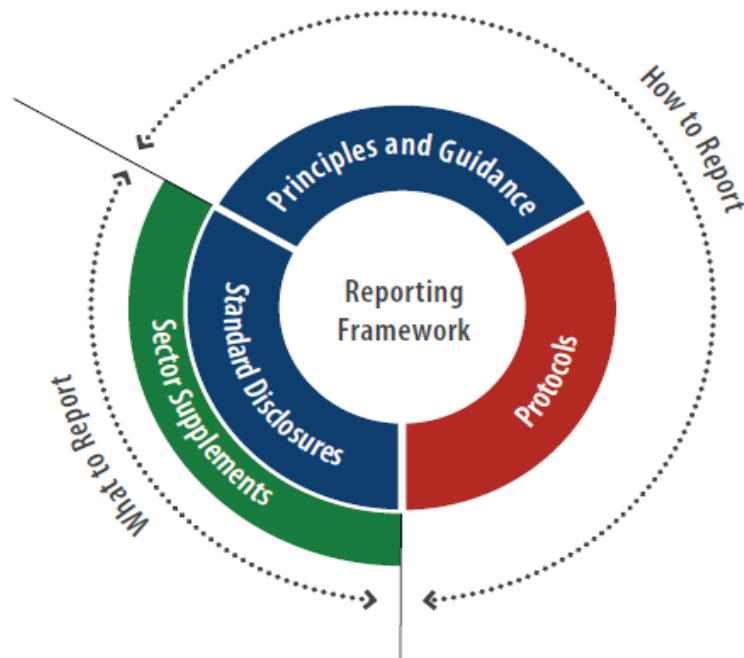 How to Report
Principles and Guidance
Reporting
Framework
Standard Disclosures
Sector Supplements
Protocols
What to Report